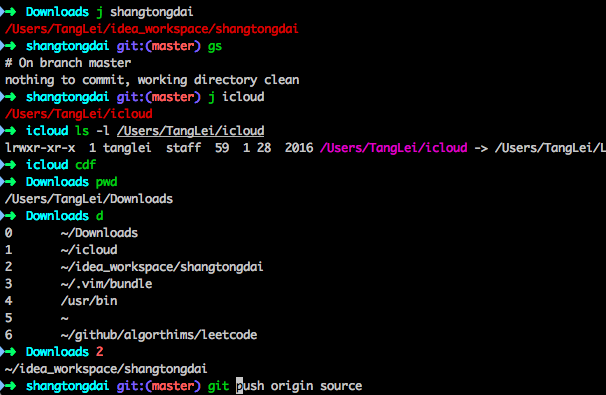 ➜ Downloads j shangtongdai
/Users/TangLei/idea_workspace/shangtongdai
➜ shangtongdai git:(master) gs
# On branch master
nothing to commit, working directory clean
➜ shangtongdai git:(master) j icloud
/Users/TangLei/icloud
➜ icloud ls -l /Users/TangLei/icloud
lrwxr-xr-x 1 tanglei staff 59 1 28 2016 /Users/TangLei/icloud -> /Users/TangLei/L
➜ icloud cdf
➜ Downloads pwd
/Users/TangLei/Downloads
➜ Downloads d
0 ~/Downloads
1 ~/icloud
2 ~/idea_workspace/shangtongdai
3 ~/.vim/bundle
4 /usr/bin
5 ~
6 ~/github/algorthims/leetcode
➜ Downloads 2
~/idea_workspace/shangtongdai
➜ shangtongdai git:(master) git push origin source